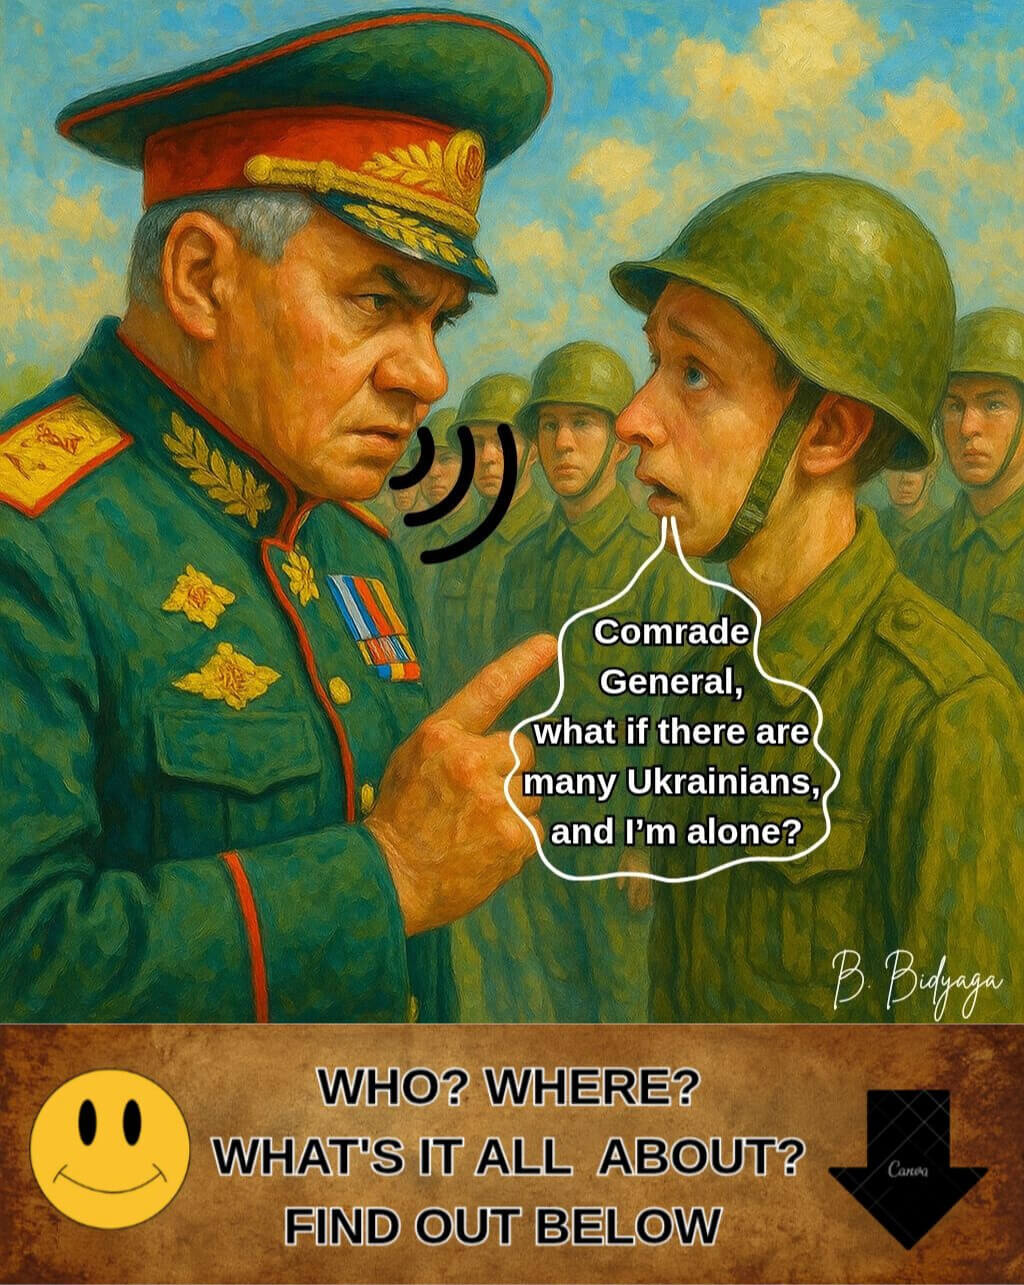 Comrade
General,
what if there are
many Ukrainians,
and I’m alone?
B. Bidyaga
WHO? WHERE?
WHAT'S IT ALL ABOUT?
FIND OUT BELOW
Canva